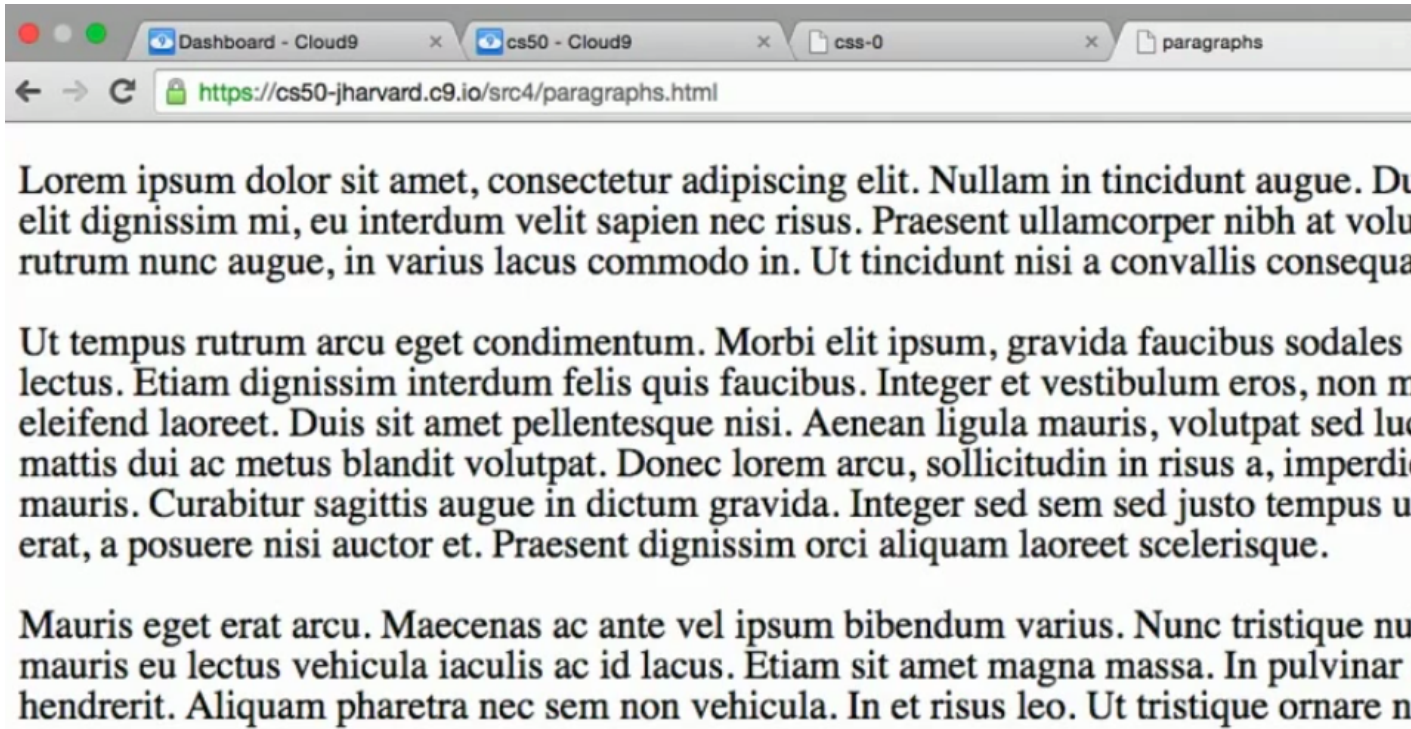 Dashboard - Cloud9
cs50 - Cloud9
css-0
paragraphs
https://cs50-jharvard.c9.io/src4/paragraphs.html
Lorem ipsum dolor sit amet, consectetur adipiscing elit. Nullam in tincidunt augue. Du
elit dignissim mi, eu interdum velit sapien nec risus. Praesent ullamcorper nibh at volu
rutrum nunc augue, in varius lacus commodo in. Ut tincidunt nisi a convallis consequa
Ut tempus rutrum arcu eget condimentum. Morbi elit ipsum, gravida faucibus sodales
lectus. Etiam dignissim interdum felis quis faucibus. Integer et vestibulum eros, non m
eleifend laoreet. Duis sit amet pellentesque nisi. Aenean ligula mauris, volutpat sed luc
mattis dui ac metus blandit volutpat. Donec lorem arcu, sollicitudin in risus a, imperdi
mauris. Curabitur sagittis augue in dictum gravida. Integer sed sem sed justo tempus u
erat, a posuere nisi auctor et. Praesent dignissim orci aliquam laoreet scelerisque.
Mauris eget erat arcu. Maecenas ac ante vel ipsum bibendum varius. Nunc tristique nu
mauris eu lectus vehicula iaculis ac id lacus. Etiam sit amet magna massa. In pulvinar
hendrerit. Aliquam pharetra nec sem non vehicula. In et risus leo. Ut tristique ornare n